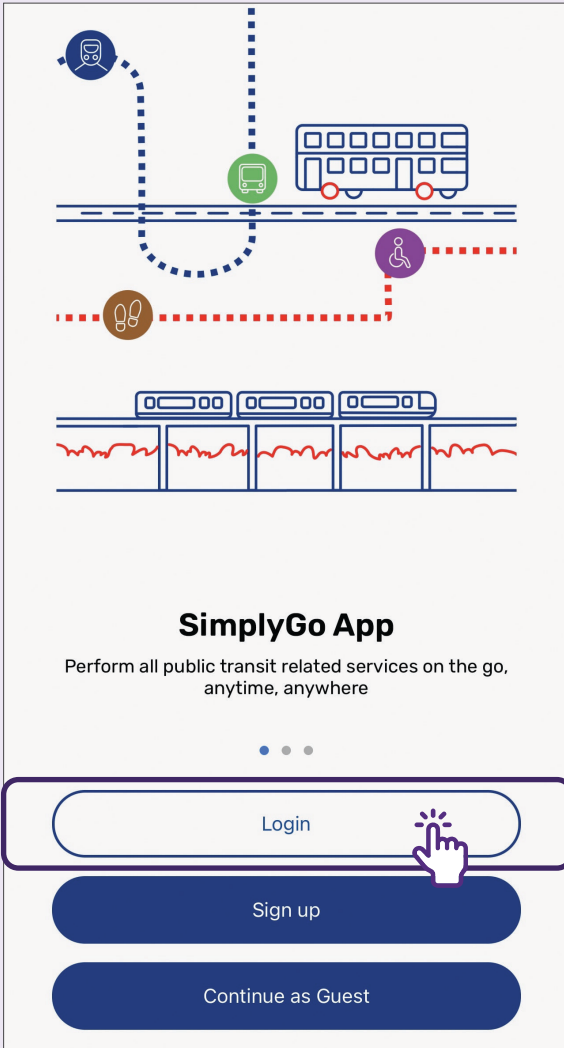 SimplyGo App
Perform all public transit related services on the go,
anytime, anywhere
Login
Sign up
Continue as Guest